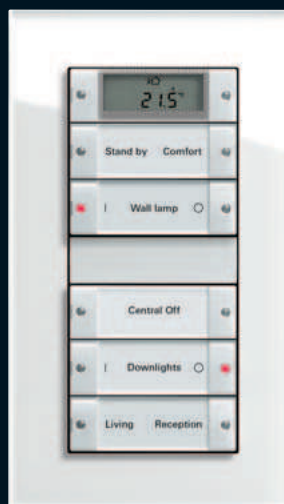 21.5°
Stand by Comfort
I Wall lamp O
Central Off
I Downlights O
Living Reception